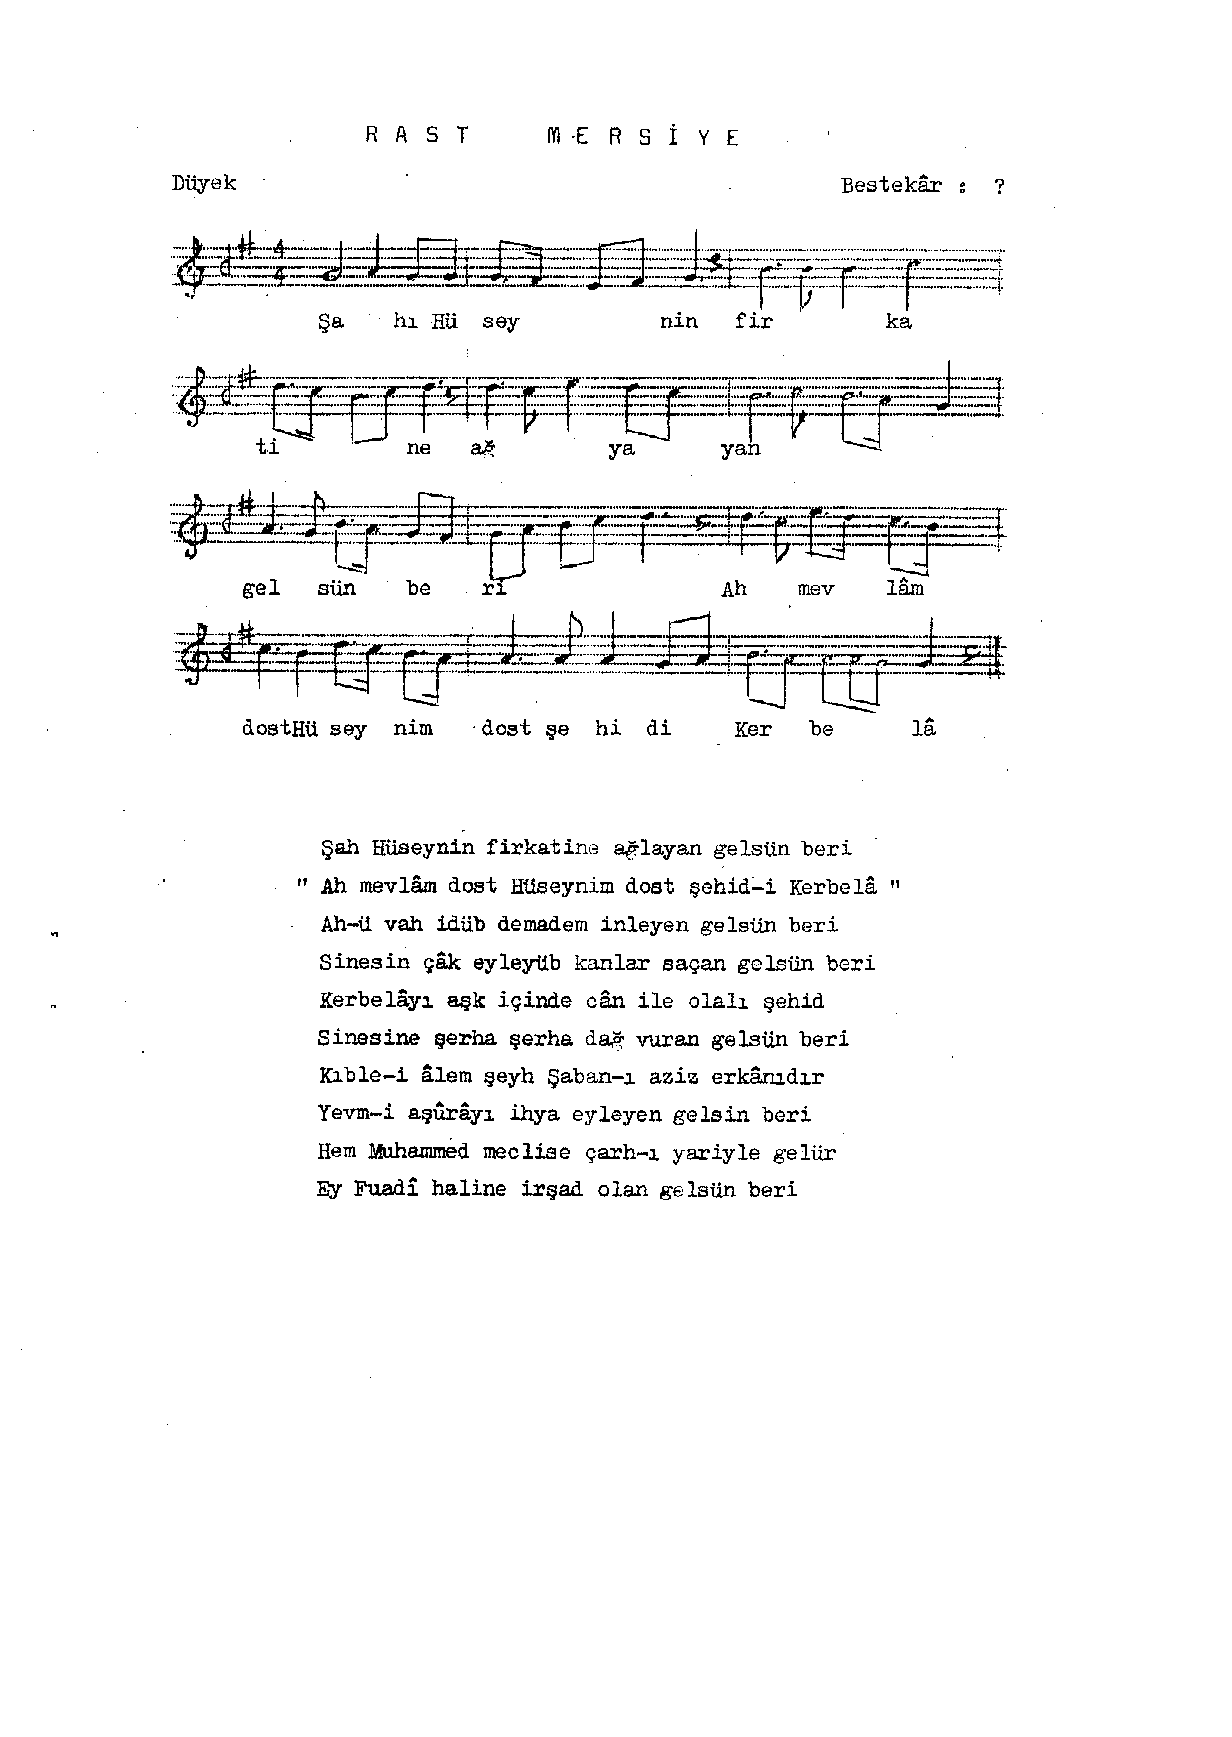 RAST MERSİYE
Düyek Bestekâr : ?
4
4
Şa hı Hü sey nin fir ka
ti ne ağ ya yan
gel sün be ri Ah mev lâm
dostHü sey nim dost şe hi di Ker be lâ
Şah Hüseynin firkatine ağlayan gelsün beri
" Ah mevlâm dost Hüseynim dost şehid-i Kerbelâ "
Ah-ü vah idüb demadem inleyen gelsün beri
Sinesin çâk eyleyüb kanlar saçan gelsün beri
Kerbelâyı aşk içinde cân ile olalı şehid
Sinesine şerha şerha dağ vuran gelsün beri
Kıble-i âlem şeyh Şaban-ı aziz erkânıdır
Yevm-i aşûrâyı ihya eyleyen gelsin beri
Hem Muhammed meclise çarh-ı yariyle gelür
Ey Fuadî haline irşad olan gelsün beri